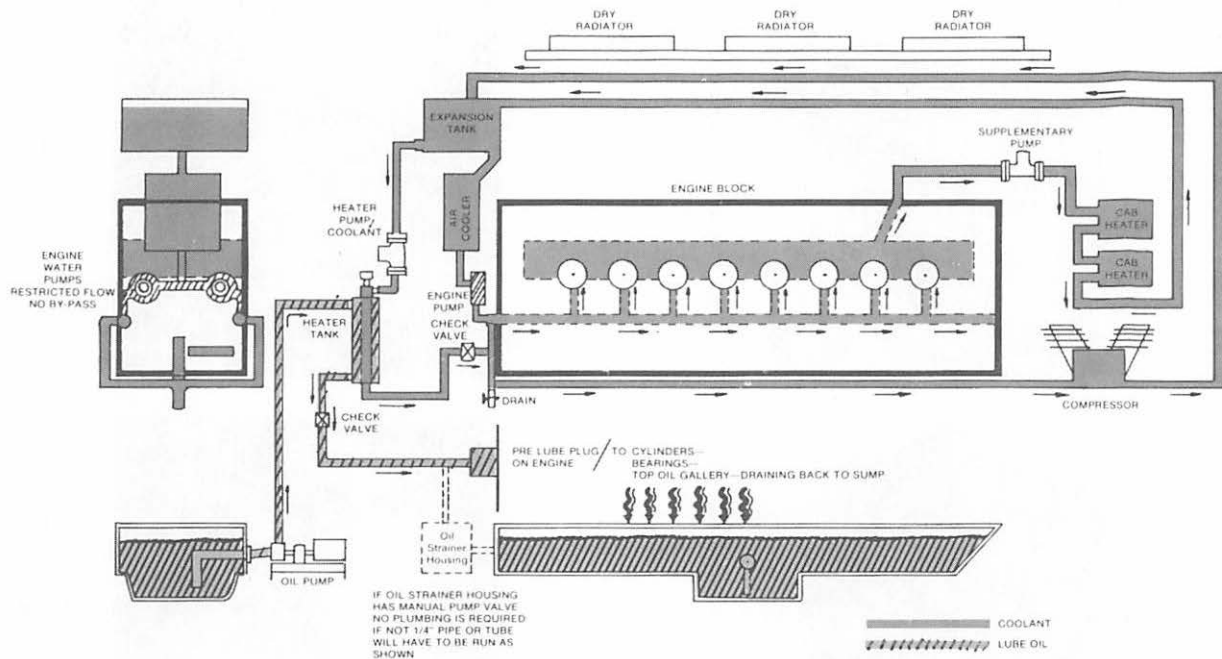 DRY
RADIATOR
DRY
RADIATOR
DRY
RADIATOR
EXPANSION
TANK
SUPPLEMENTARY
PUMP
ENGINE BLOCK
HEATER
PUMP
COOLANT
AIR
COOLER
CAB
HEATER
CAB
HEATER
ENGINE
WATER
PUMPS
RESTRICTED FLOW
NO BY-PASS
ENGINE
PUMP
HEATER
TANK
CHECK
VALVE
DRAIN
COMPRESSOR
CHECK
VALVE
PRE LUBE PLUG / TO CYLINDERS—
ON ENGINE
BEARINGS—
TOP OIL GALLERY—DRAINING BACK TO SUMP
Oil
Strainer
Housing
OIL PUMP
IF OIL STRAINER HOUSING
HAS MANUAL PUMP VALVE
NO PLUMBING IS REQUIRED
IF NOT 1/4" PIPE OR TUBE
WILL HAVE TO BE RUN AS
SHOWN
COOLANT
LUBE OIL